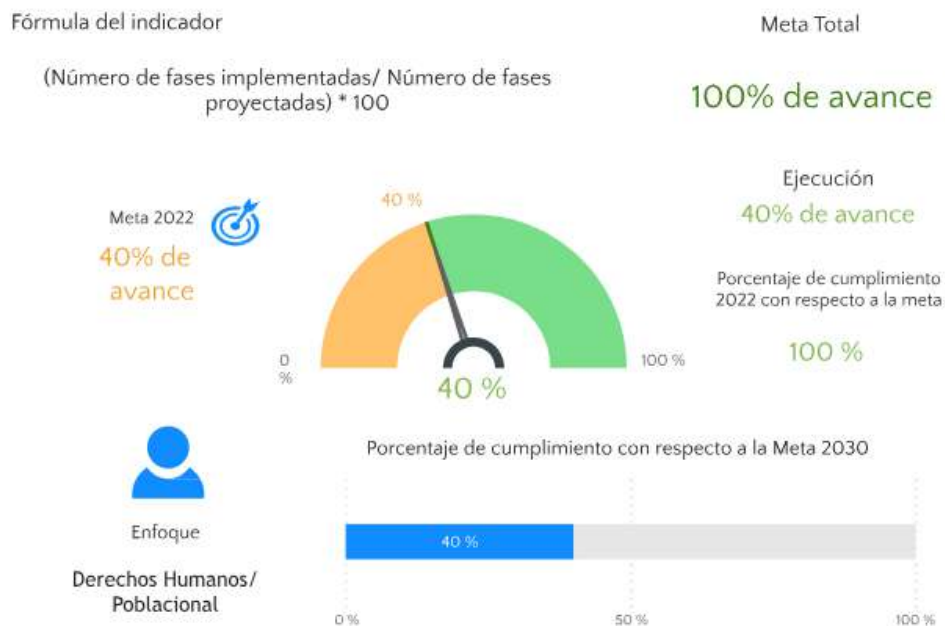 Fórmula del indicador
Meta Total
(Número de fases implementadas/ Número de fases
proyectadas) * 100
100% de avance
Ejecución
40% de avance
Meta 2022
40% de
avance
40 %
0
%
100 %
40 %
Porcentaje de cumplimiento
2022 con respecto a la meta
100 %
Porcentaje de cumplimiento con respecto a la Meta 2030
Enfoque
Derechos Humanos/
Poblacional
40 %
0 %
50 %
100 %